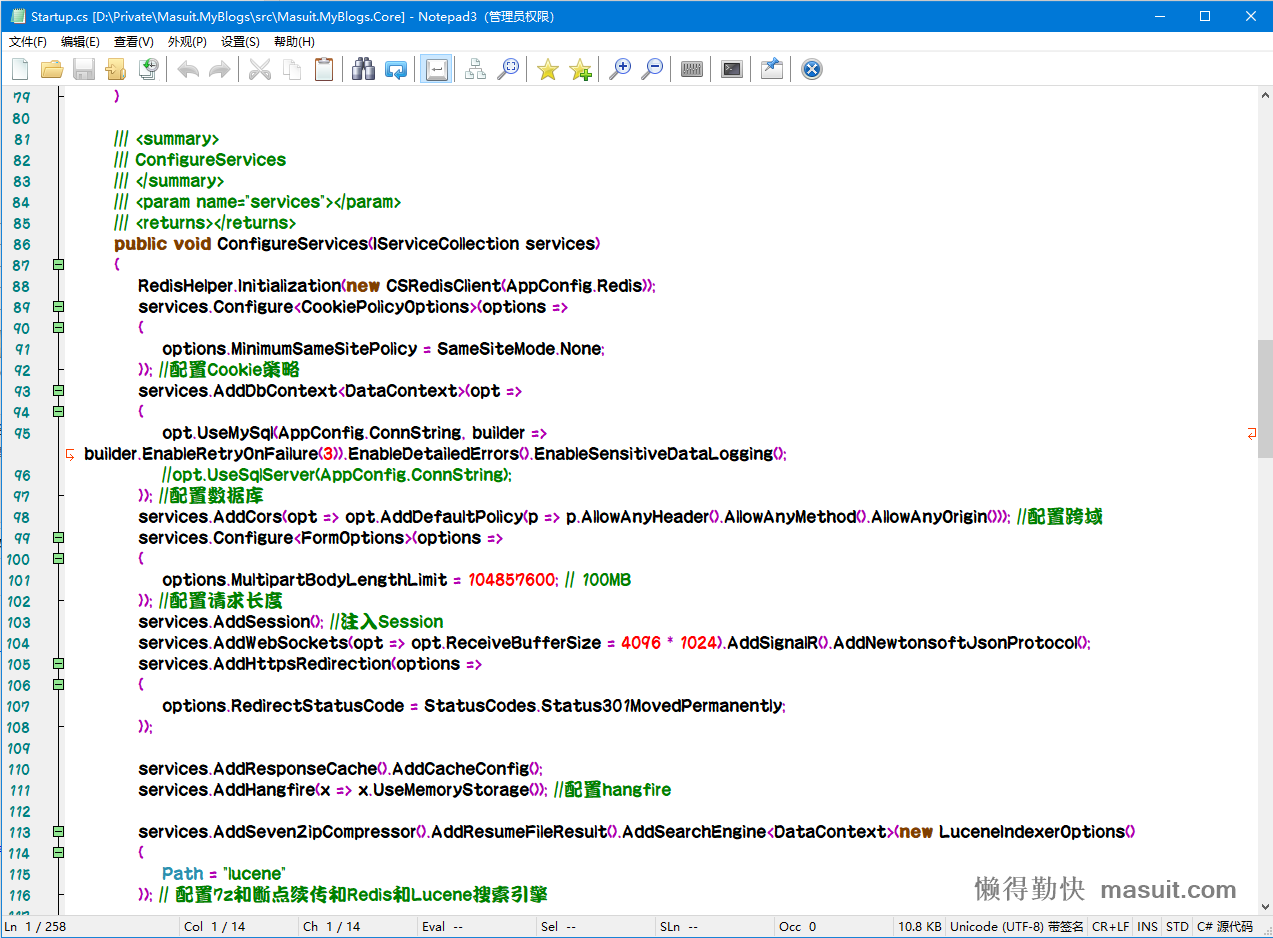 Startup.cs [D:\Private\Masuit.MyBlogs\src\Masuit.MyBlogs.Core] - Notepad3 (管理员权限)
文件(F) 编辑(E) 查看(V) 外观(P) 设置(S) 帮助(H)
79 }
80
81 /// <summary>
82 /// ConfigureServices
83 /// </summary>
84 /// <param name="services"></param>
85 /// <returns></returns>
86 public void ConfigureServices(IServiceCollection services)
87 {
88 RedisHelper.Initialization(new CSRedisClient(AppConfig.Redis));
89 services.Configure<CookiePolicyOptions>(options =>
90 {
91 options.MinimumSameSitePolicy = SameSiteMode.None;
92 }); //配置Cookie策略
93 services.AddDbContext<DataContext>(opt =>
94 {
95 opt.UseMySql(AppConfig.ConnString, builder =>
builder.EnableRetryOnFailure(3)).EnableDetailedErrors().EnableSensitiveDataLogging();
96 //opt.UseSqlServer(AppConfig.ConnString);
97 }); //配置数据库
98 services.AddCors(opt => opt.AddDefaultPolicy(p => p.AllowAnyHeader().AllowAnyMethod().AllowAnyOrigin())); //配置跨域
99 services.Configure<FormOptions>(options =>
100 {
101 options.MultipartBodyLengthLimit = 104857600; // 100MB
102 }); //配置请求长度
103 services.AddSession(); //注入Session
104 services.AddWebSockets(opt => opt.ReceiveBufferSize = 4096 * 1024).AddSignalR().AddNewtonsoftJsonProtocol();
105 services.AddHttpsRedirection(options =>
106 {
107 options.RedirectStatusCode = StatusCodes.Status301MovedPermanently;
108 });
109
110 services.AddResponseCache().AddCacheConfig();
111 services.AddHangfire(x => x.UseMemoryStorage()); //配置hangfire
112
113 services.AddSevenZipCompressor().AddResumeFileResult().AddSearchEngine<DataContext>(new LuceneIndexerOptions()
114 {
115 Path = "lucene"
116 }); // 配置7z和断点续传和Redis和Lucene搜索引擎
懒得勤快 masuit.com
Ln 1 / 258 Col 1 / 14 Ch 1 / 14 Eval -- Sel -- SLn -- Occ 0 10.8 KB Unicode (UTF-8) 带签名 CR+LF INS STD C# 源代码